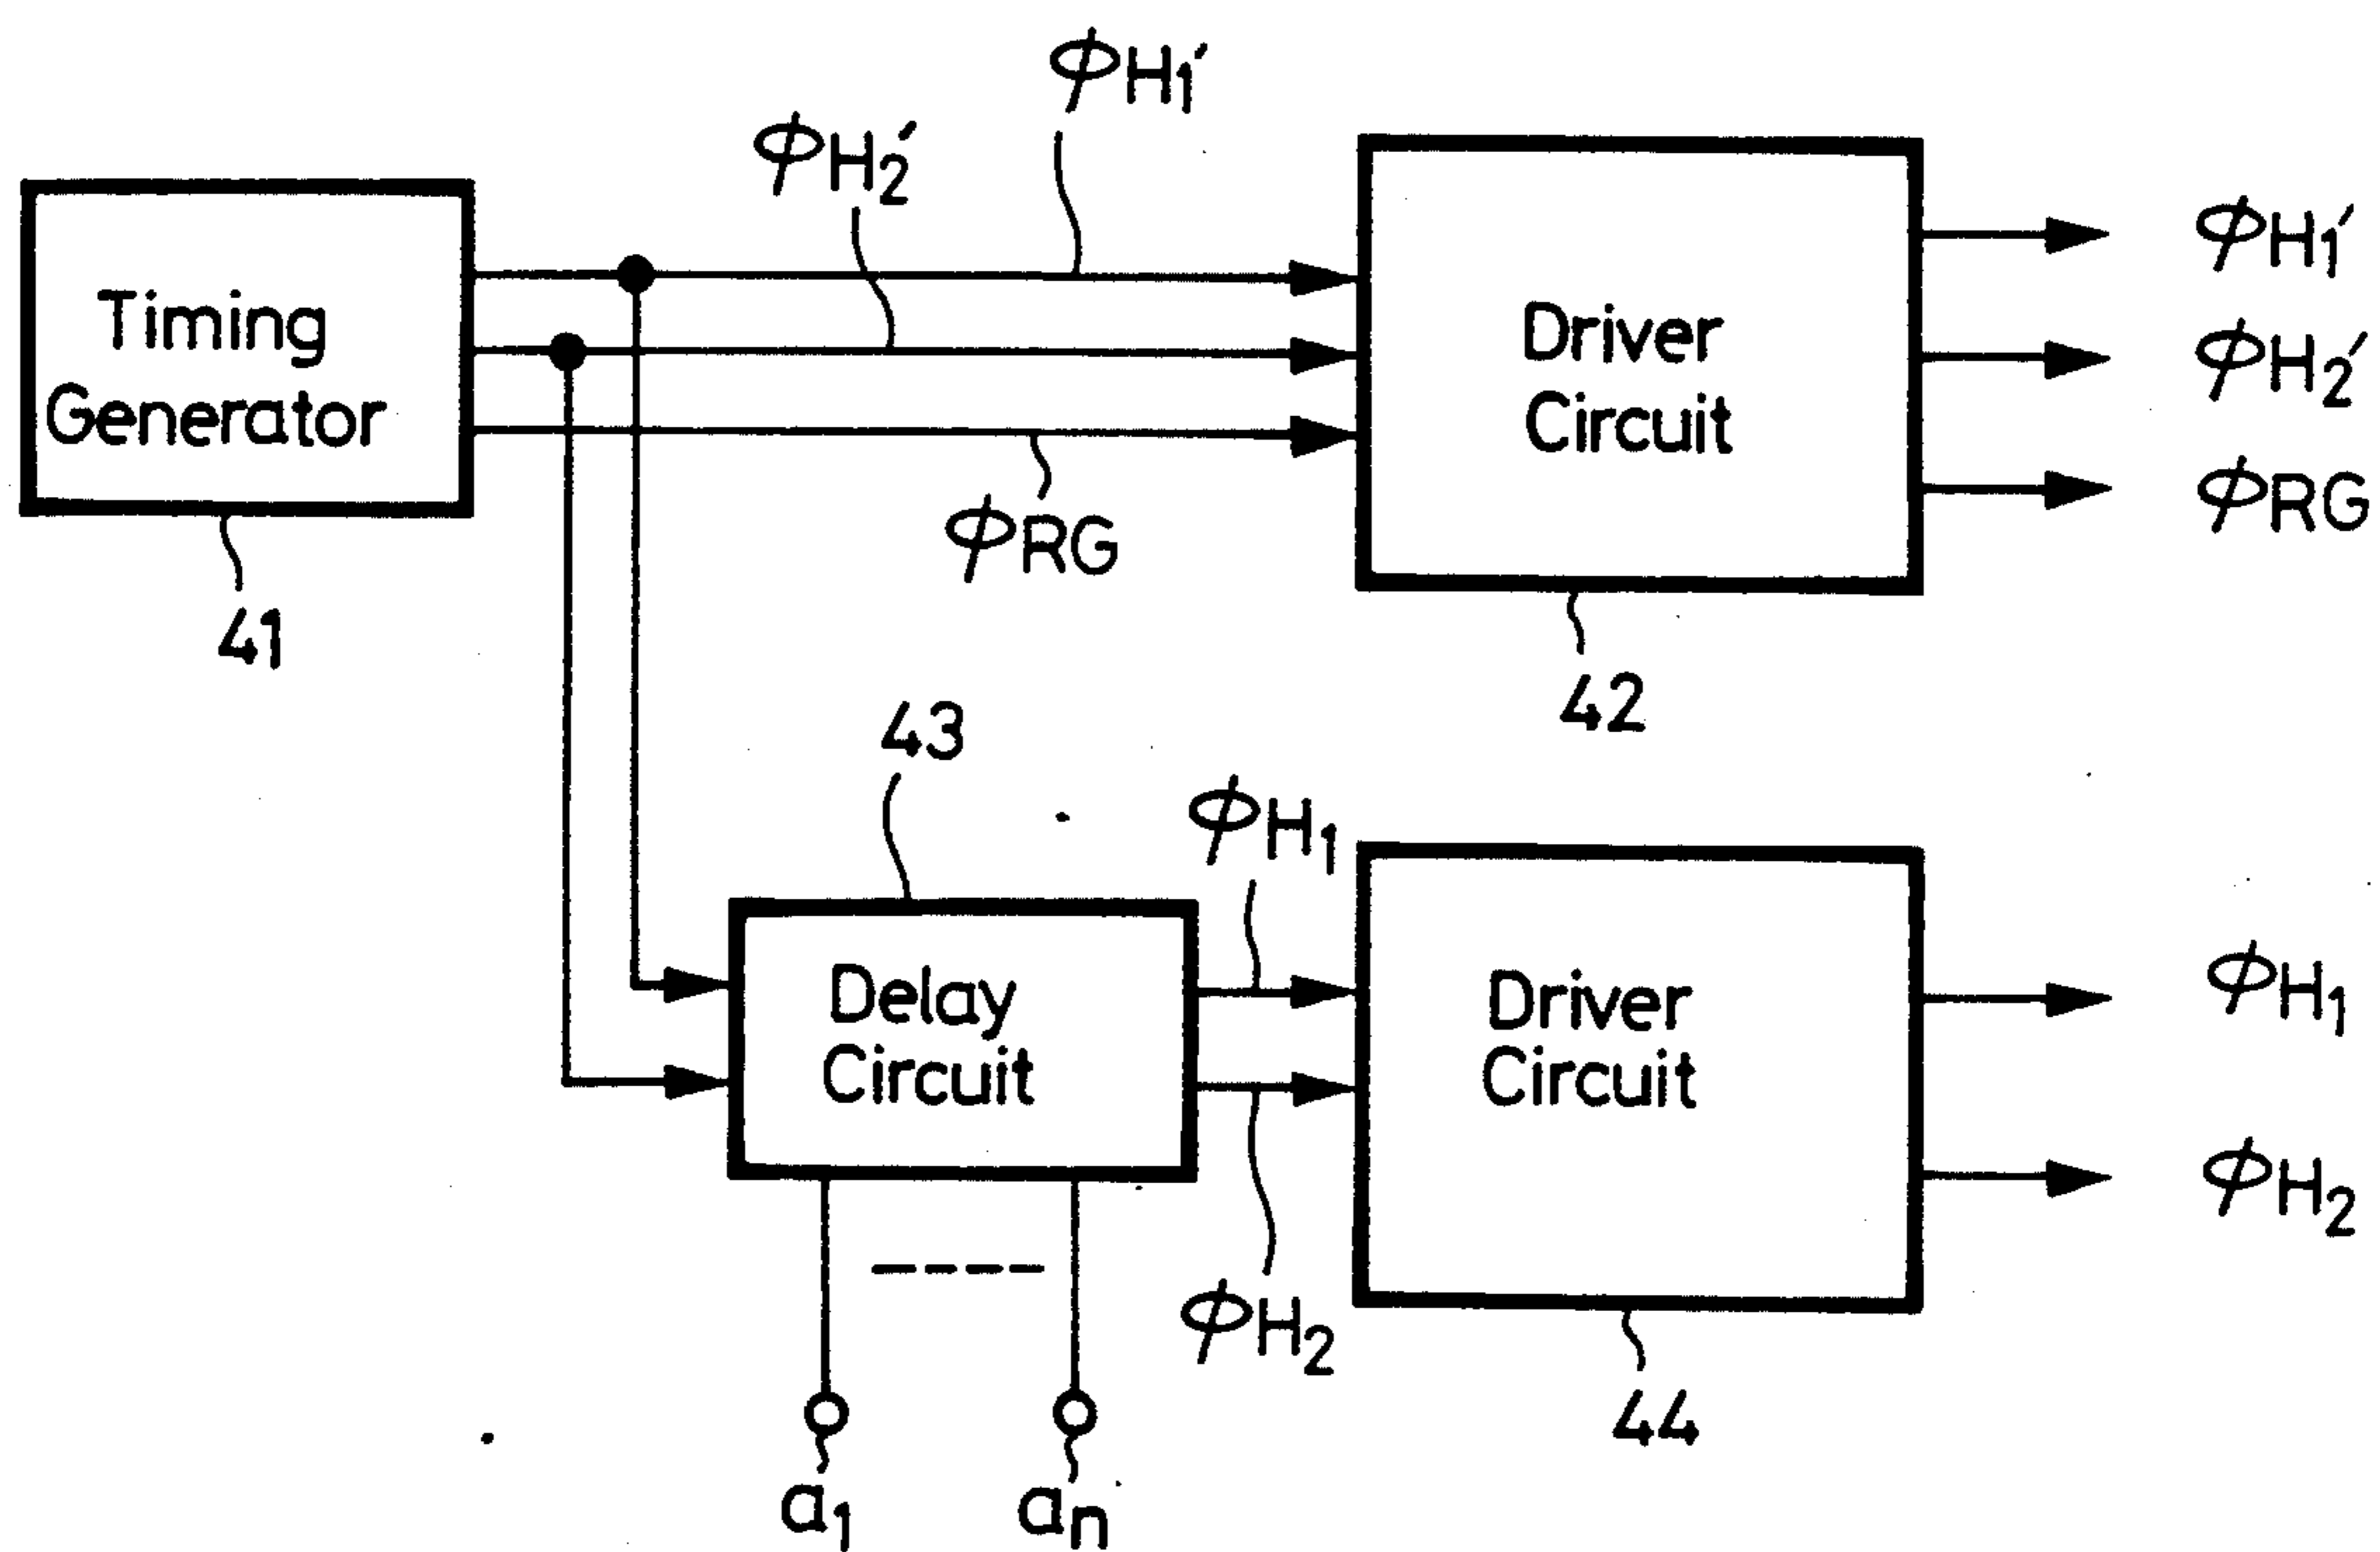 ϕH1′
ϕH2′
Timing
Generator
41
ϕRG
Driver
Circuit
42
ϕH1′
ϕH2′
ϕRG
43
Delay
Circuit
a1
an
ϕH1
ϕH2
Driver
Circuit
44
ϕH1
ϕH2